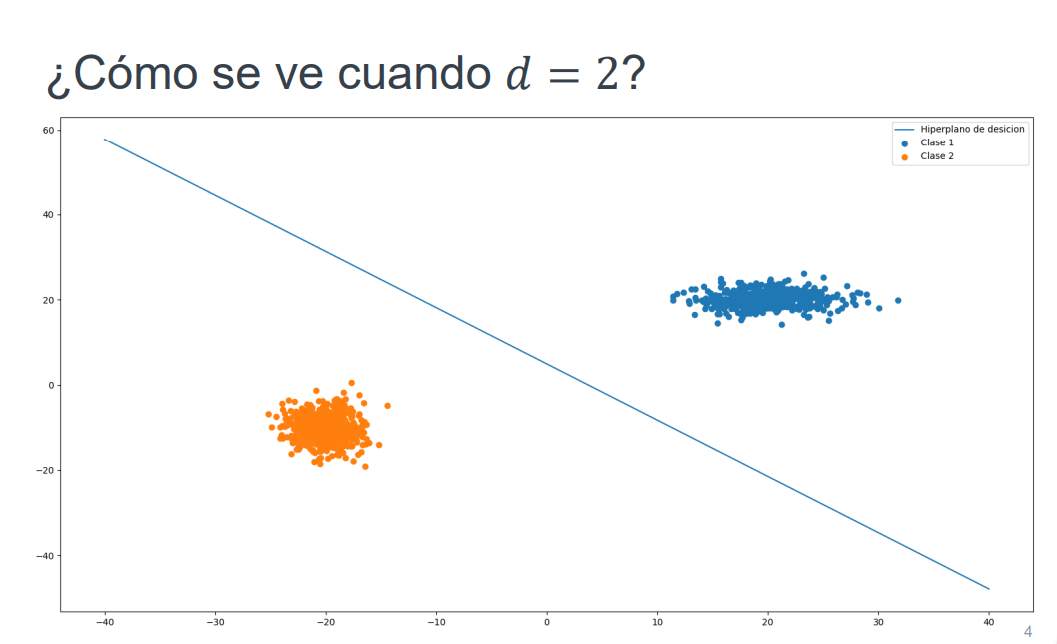 ¿Cómo se ve cuando d = 2?
60
40
20
0
−20
−40
−40 −30 −20 −10 0 10 20 30 40
Hiperplano de desicion
Clase 1
Clase 2
4